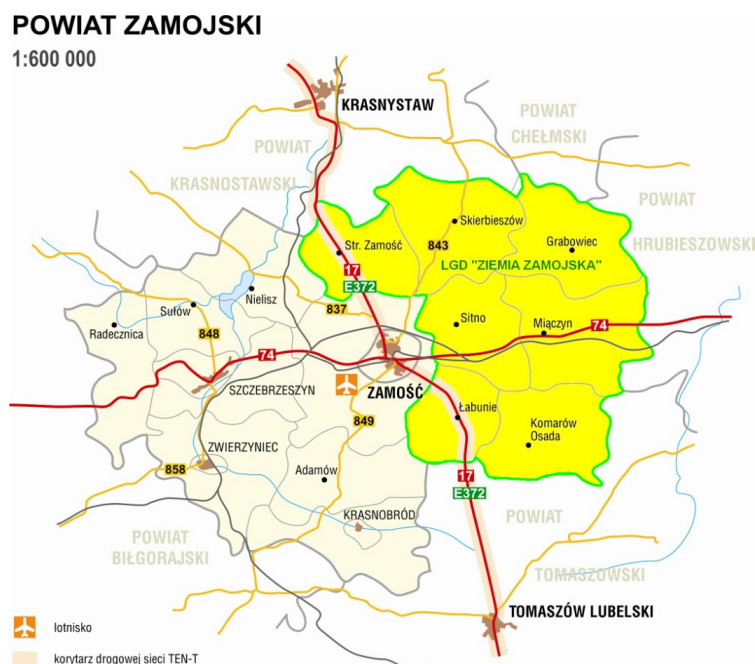 POWIAT ZAMOJSKI
1:600 000
KRASNYSTAW
POWIAT
CHEŁMSKI
POWIAT
KRASNOSTAWSKI
POWIAT
HRUBIESZOWSKI
Skierbieszów
Grabowiec
Str. Zamość
843
LGD "ZIEMIA ZAMOJSKA"
17
E372
Nielisz
Sułów
837
Radecznica
848
Sitno
Miączyn
74
74
ZAMOŚĆ
SZCZEBRZESZYN
849
Łabunie
Komarów
Osada
ZWIERZYNIEC
858
Adamów
17
E372
KRASNOBRÓD
POWIAT
BIŁGORAJSKI
POWIAT
TOMASZOWSKI
TOMASZÓW LUBELSKI
lotnisko
korytarz drogowej sieci TEN-T